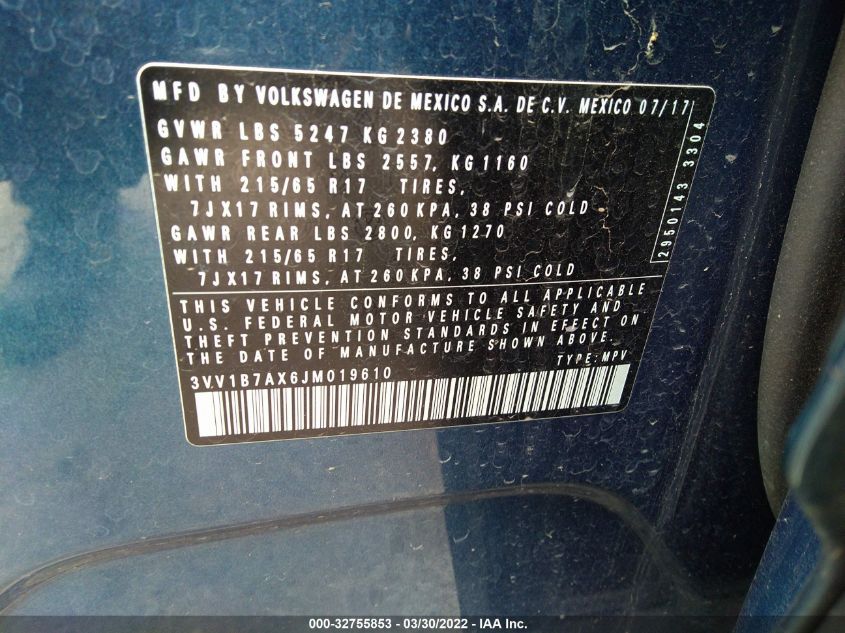 MFD BY VOLKSWAGEN DE MEXICO S.A. DE C.V. MEXICO 07/17
GVWR LBS 5247 KG 2380
GAWR FRONT LBS 2557, KG 1160
WITH 215/65 R17 TIRES,
7JX17 RIMS, AT 260 KPA, 38 PSI COLD
GAWR REAR LBS 2800, KG 1270
WITH 215/65 R17 TIRES,
7JX17 RIMS, AT 260 KPA, 38 PSI COLD
2950143 3304
THIS VEHICLE CONFORMS TO ALL APPLICABLE
U.S. FEDERAL MOTOR VEHICLE SAFETY AND
THEFT PREVENTION STANDARDS IN EFFECT ON
THE DATE OF MANUFACTURE SHOWN ABOVE.
3VV1B7AX6JM019610 TYPE: MPV
000-32755853 - 03/30/2022 - IAA Inc.